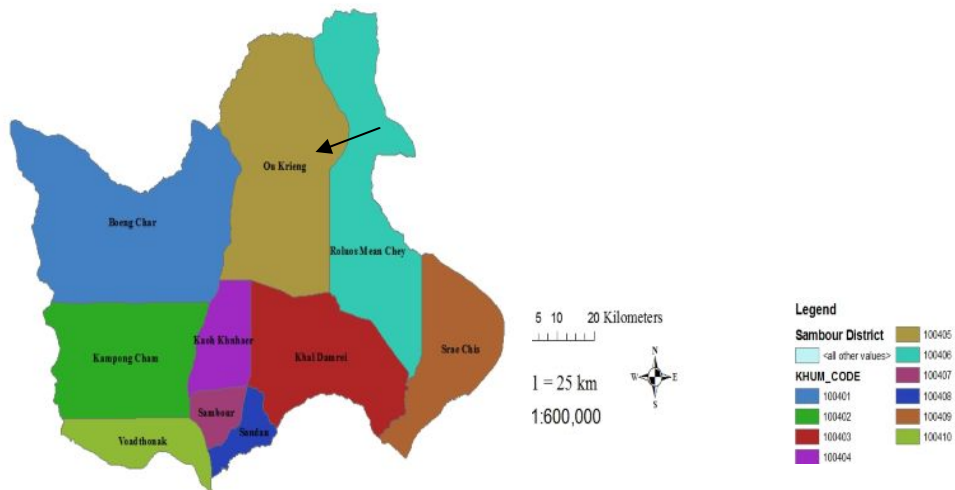 Ou Krieng
Boeng Char
Roluos Mean Chey
Kaoh Khnhaer
Kampong Cham
Khal Damrei
Srae Chis
Sambour
Sandan
Voadthonak
5 10 20 Kilometers
1 = 25 km
1:600,000
N
W E
S
Legend
Sambour District
<all other values>
KHUM_CODE
100401
100402
100403
100404
100405
100406
100407
100408
100409
100410